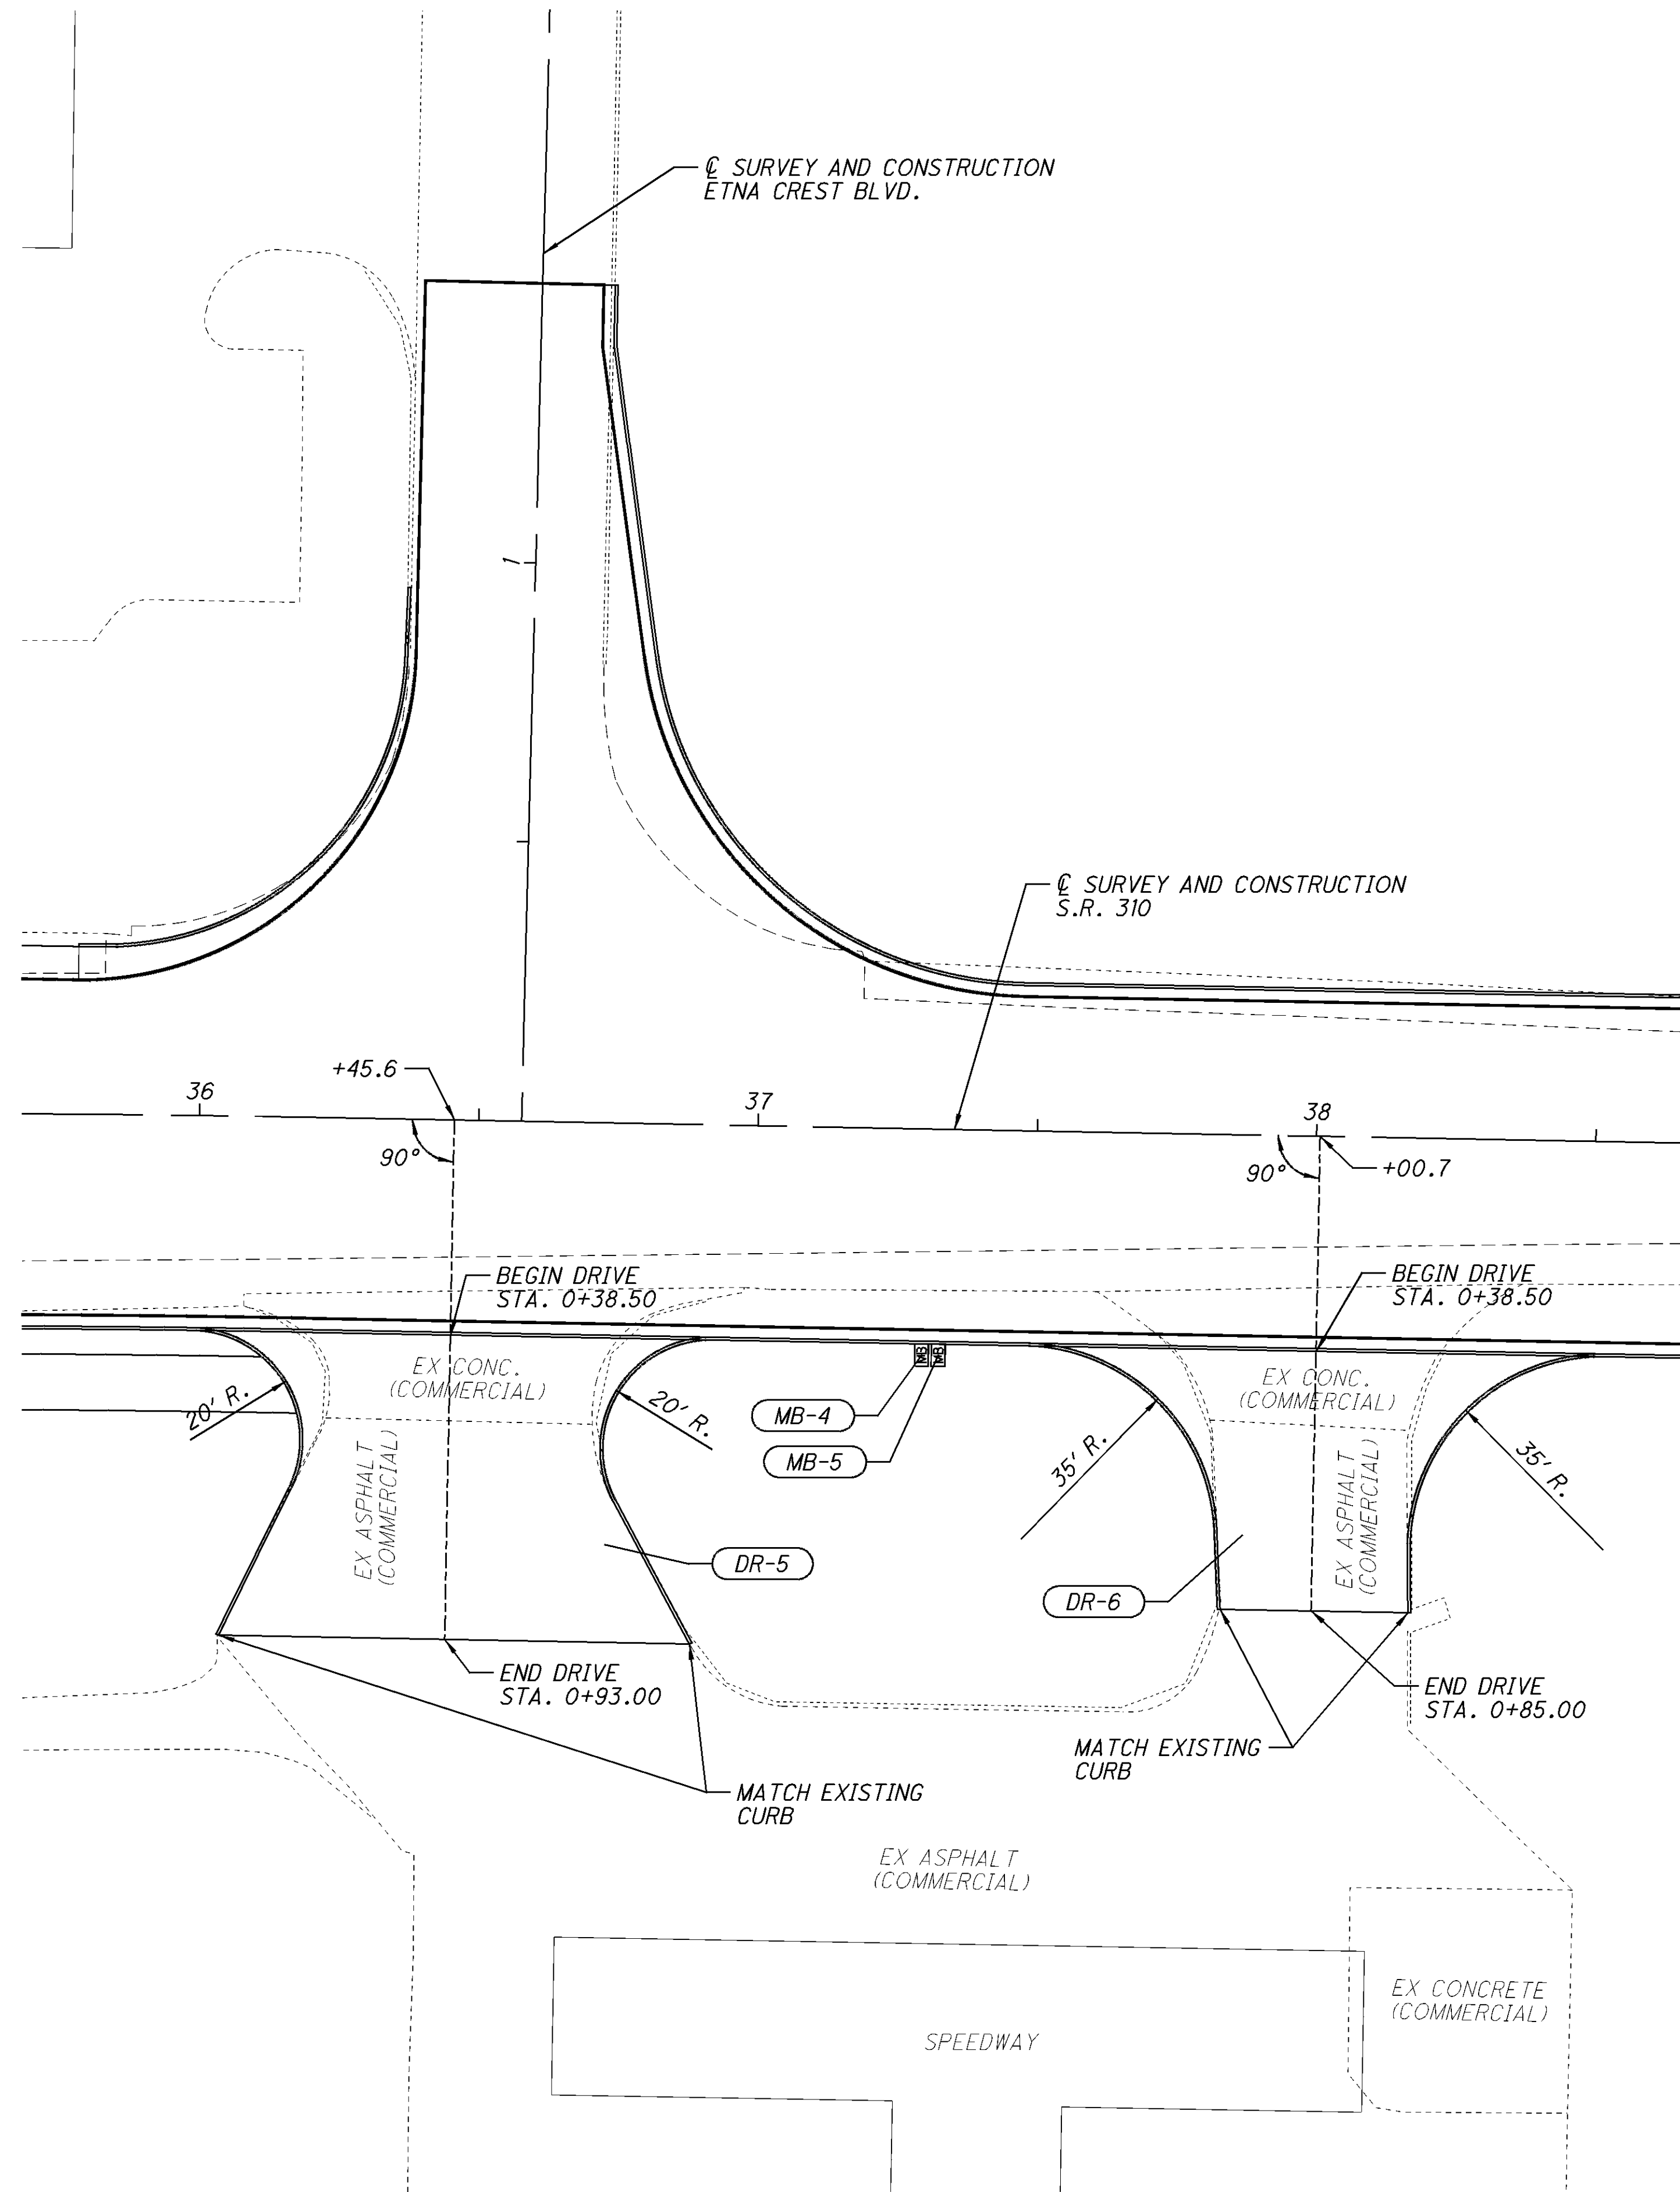 ℄ SURVEY AND CONSTRUCTION
ETNA CREST BLVD.
1
℄ SURVEY AND CONSTRUCTION
S.R. 310
+45.6
36
37
38
90°
90°
+00.7
BEGIN DRIVE
STA. 0+38.50
BEGIN DRIVE
STA. 0+38.50
EX CONC.
(COMMERCIAL)
EX CONC.
(COMMERCIAL)
MB
MB
20' R.
20' R.
MB-4
MB-5
35' R.
35' R.
EX ASPHALT
(COMMERCIAL)
EX ASPHALT
(COMMERCIAL)
DR-5
DR-6
END DRIVE
STA. 0+93.00
END DRIVE
STA. 0+85.00
MATCH EXISTING
CURB
MATCH EXISTING
CURB
EX ASPHALT
(COMMERCIAL)
EX CONCRETE
(COMMERCIAL)
SPEEDWAY